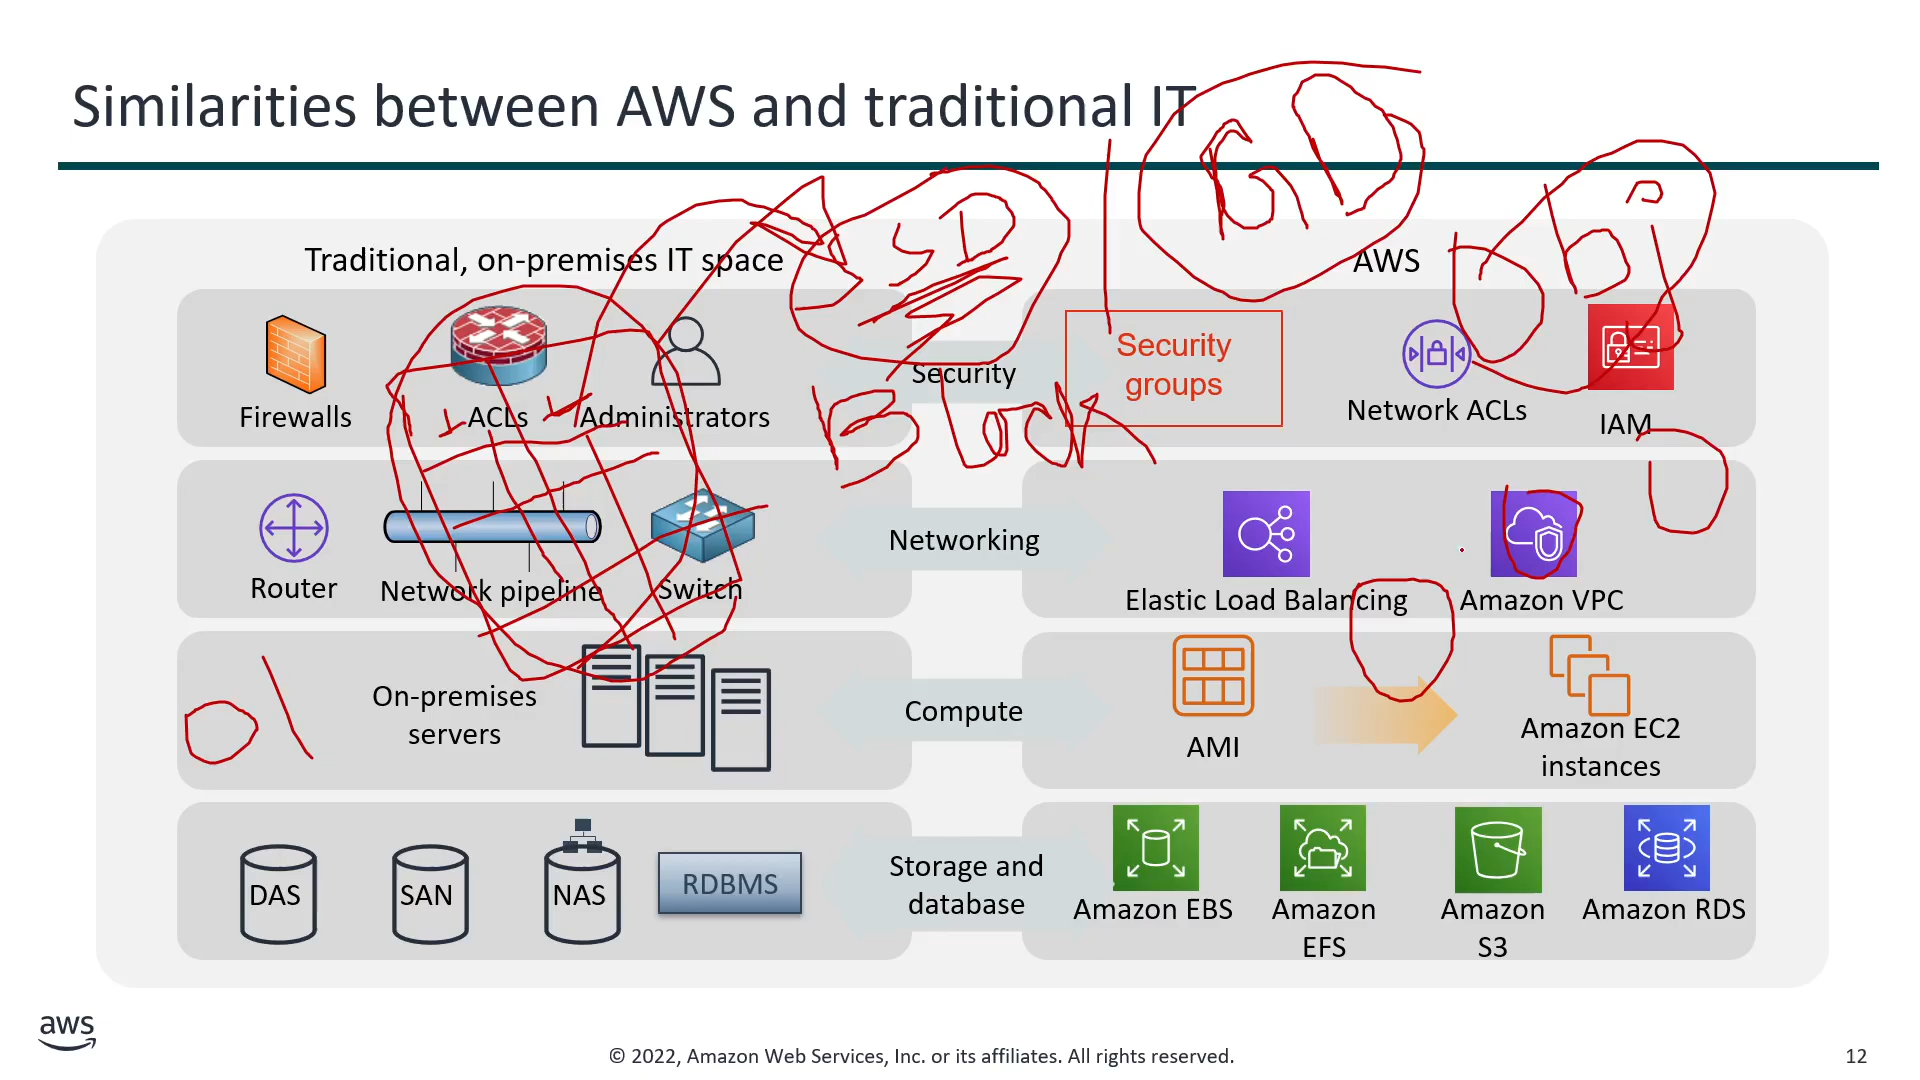 Similarities between AWS and traditional IT
Traditional, on-premises IT space
AWS
Firewalls
ACLs
Administrators
Security
Security
groups
Network ACLs
IAM
Block
Router
Network pipeline
Switch
Networking
Elastic Load Balancing
Amazon VPC
On-premises
servers
Compute
AMI
Amazon EC2
instances
DAS
SAN
NAS
RDBMS
Storage and
database
Amazon EBS
Amazon
EFS
Amazon
S3
Amazon RDS
aws
© 2022, Amazon Web Services, Inc. or its affiliates. All rights reserved.
12